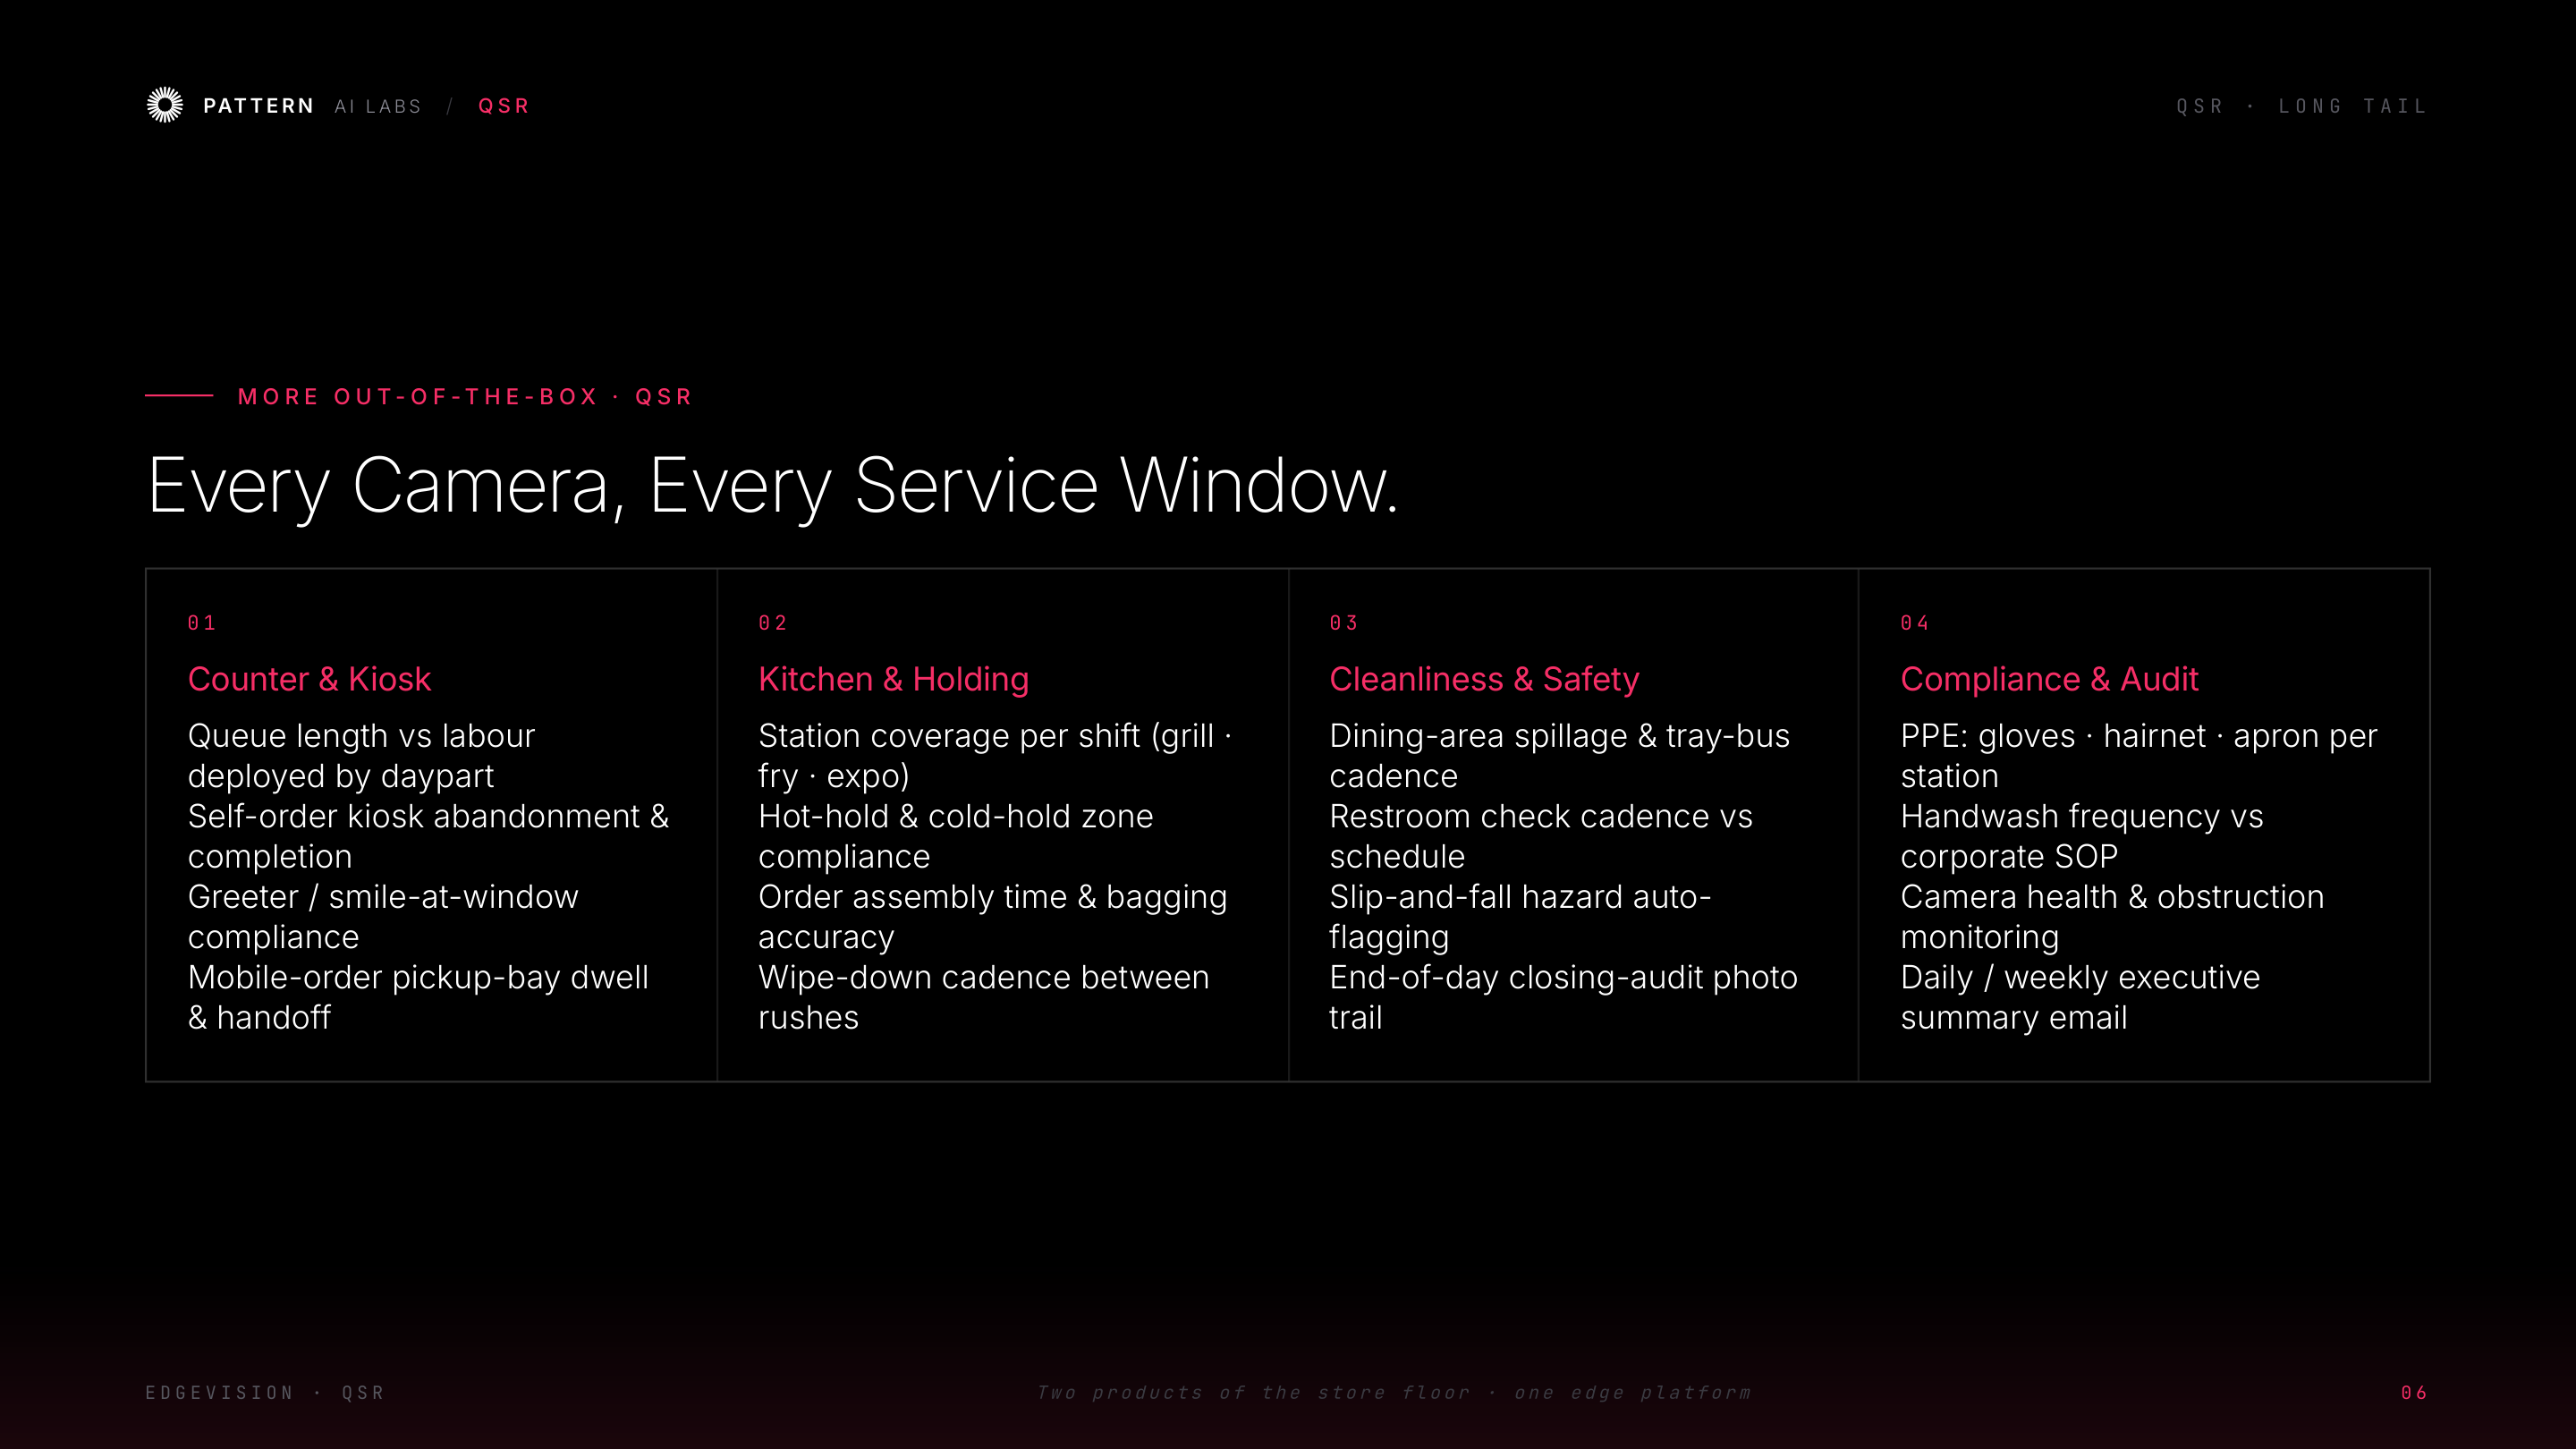 PATTERN AI LABS / QSR
QSR · LONG TAIL
MORE OUT-OF-THE-BOX · QSR
Every Camera, Every Service Window.
01
Counter & Kiosk
Queue length vs labour
deployed by daypart
Self-order kiosk abandonment &
completion
Greeter / smile-at-window
compliance
Mobile-order pickup-bay dwell
& handoff
02
Kitchen & Holding
Station coverage per shift (grill ·
fry · expo)
Hot-hold & cold-hold zone
compliance
Order assembly time & bagging
accuracy
Wipe-down cadence between
rushes
03
Cleanliness & Safety
Dining-area spillage & tray-bus
cadence
Restroom check cadence vs
schedule
Slip-and-fall hazard auto-
flagging
End-of-day closing-audit photo
trail
04
Compliance & Audit
PPE: gloves · hairnet · apron per
station
Handwash frequency vs
corporate SOP
Camera health & obstruction
monitoring
Daily / weekly executive
summary email
EDGEVISION · QSR
Two products of the store floor · one edge platform
06